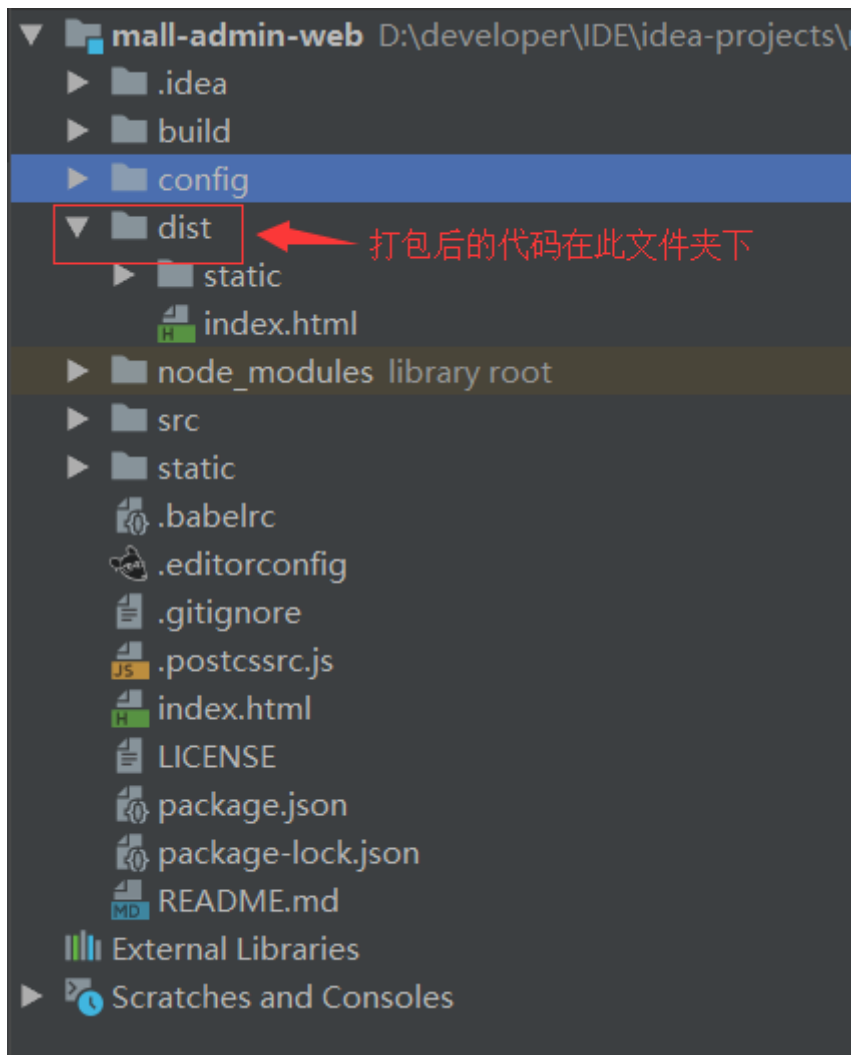 mall-admin-web D:\developer\IDE\idea-projects\
.idea
build
config
dist
打包后的代码在此文件夹下
static
index.html
node_modules library root
src
static
.babelrc
.editorconfig
.gitignore
.postcssrc.js
index.html
LICENSE
package.json
package-lock.json
README.md
External Libraries
Scratches and Consoles